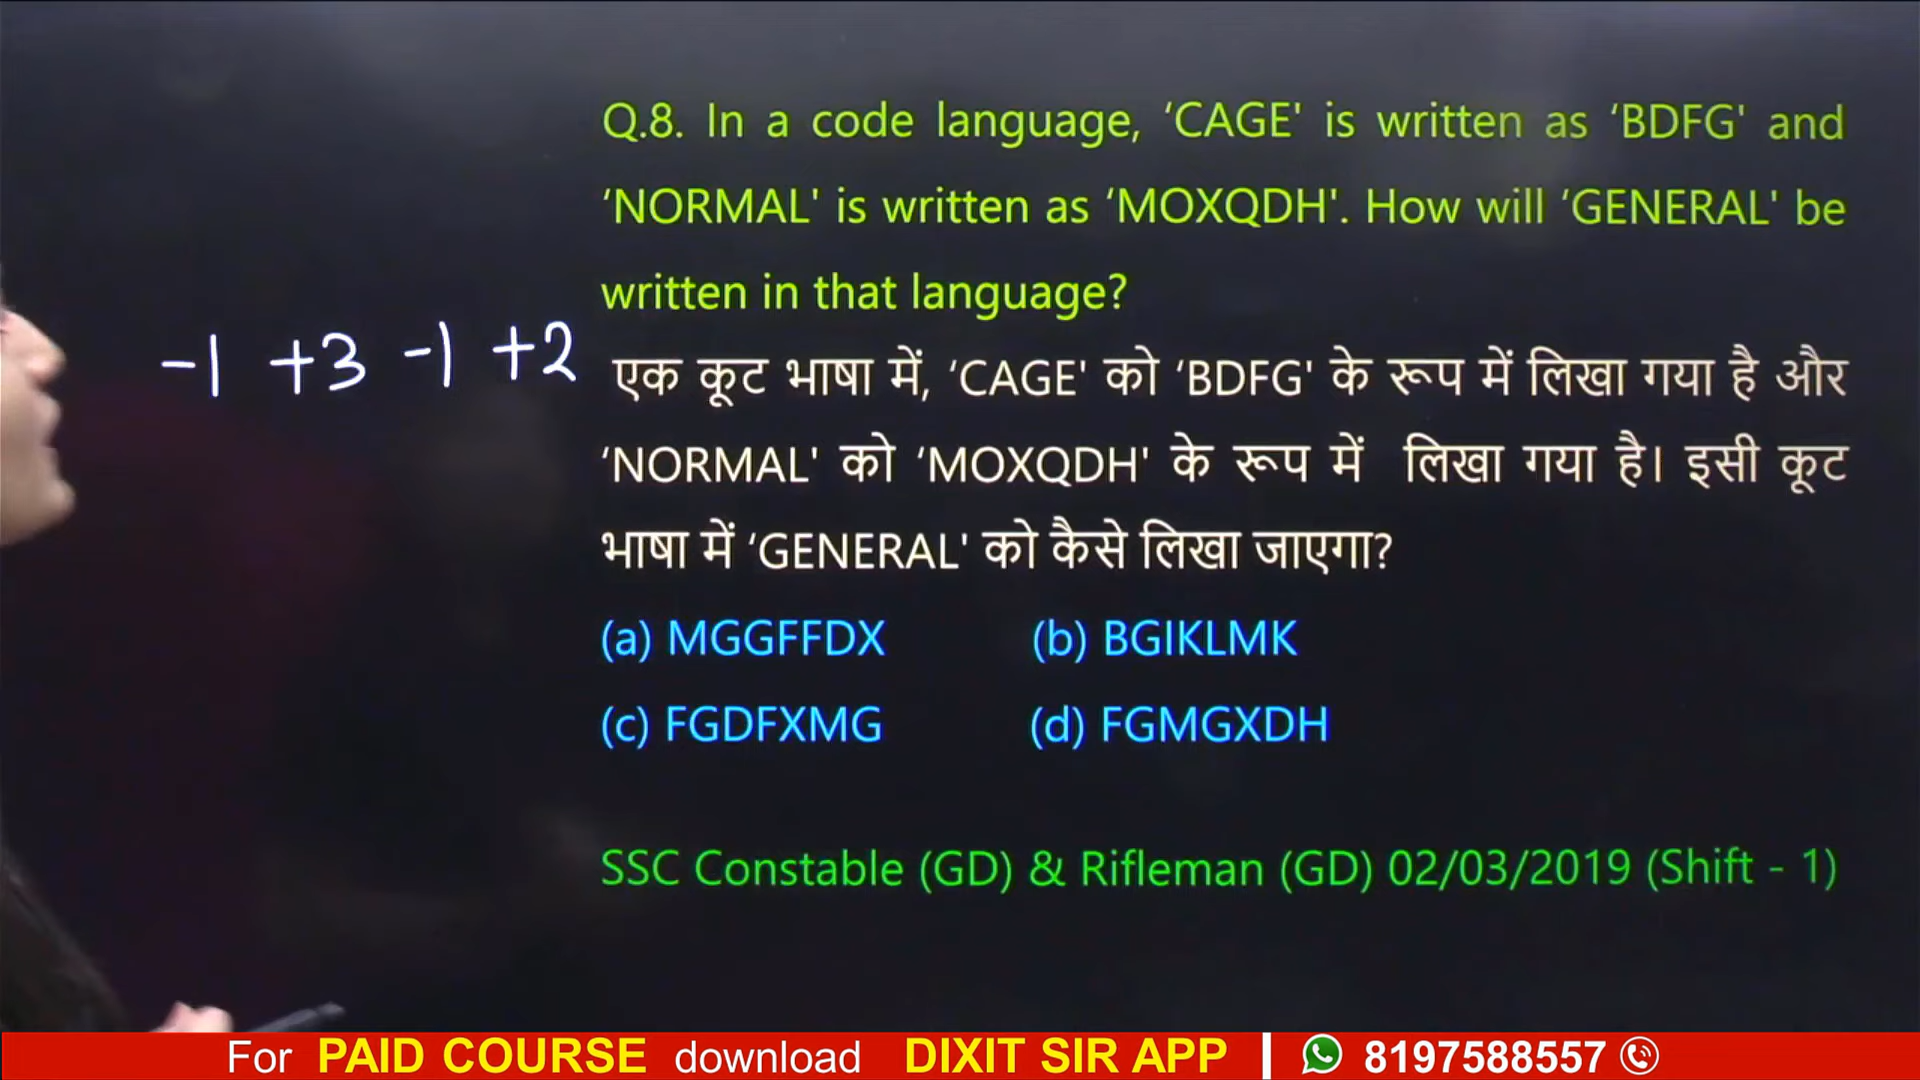 Q.8. In a code language, ‘CAGE' is written as ‘BDFG' and
‘NORMAL' is written as ‘MOXQDH'. How will ‘GENERAL' be
written in that language?
-1 +3 -1 +2
एक कूट भाषा में, ‘CAGE' को ‘BDFG' के रूप में लिखा गया है और
‘NORMAL' को ‘MOXQDH' के रूप में लिखा गया है। इसी कूट
भाषा में ‘GENERAL' को कैसे लिखा जाएगा?
(a) MGGFFDX (b) BGIKLMK
(c) FGDFXMG (d) FGMGXDH
SSC Constable (GD) & Rifleman (GD) 02/03/2019 (Shift - 1)
For PAID COURSE download DIXIT SIR APP | 8197588557